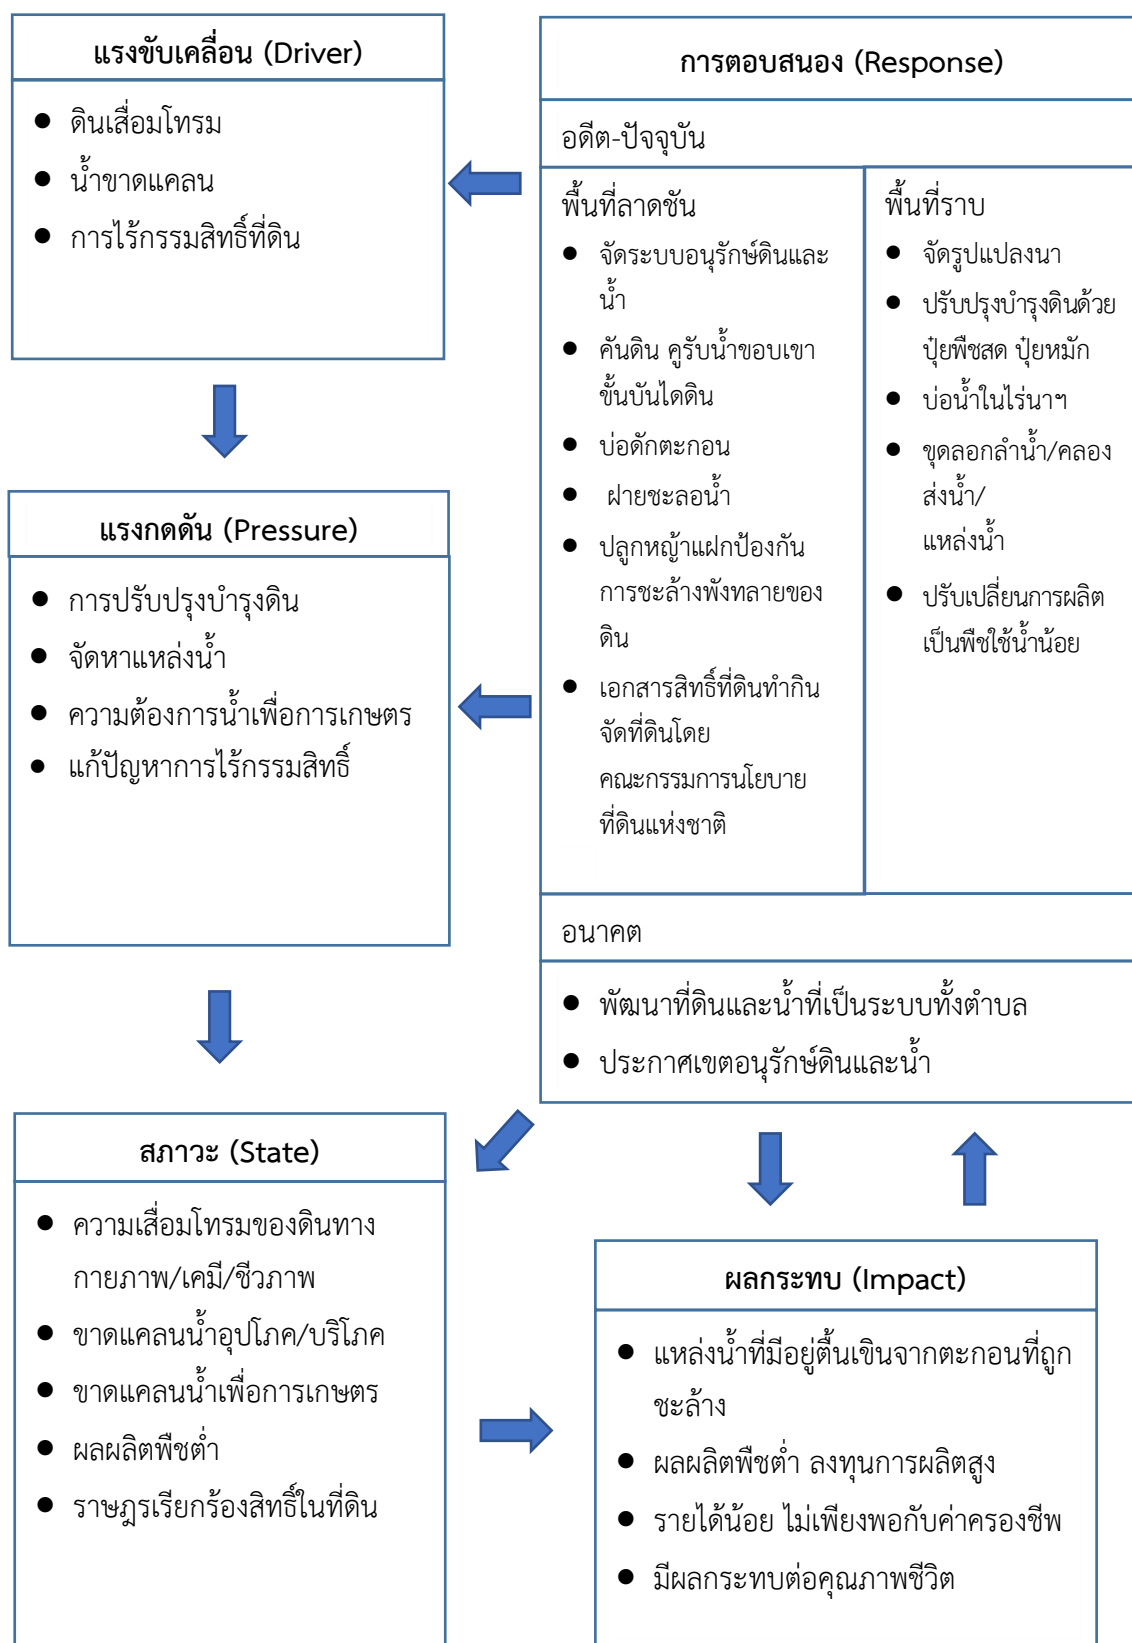 แรงขับเคลื่อน (Driver)
● ดินเสื่อมโทรม
● น้ำขาดแคลน
● การไร้กรรมสิทธิ์ที่ดิน
แรงกดดัน (Pressure)
● การปรับปรุงบำรุงดิน
● จัดหาแหล่งน้ำ
● ความต้องการน้ำเพื่อการเกษตร
● แก้ปัญหาการไร้กรรมสิทธิ์
สภาวะ (State)
● ความเสื่อมโทรมของดินทาง
กายภาพ/เคมี/ชีวภาพ
● ขาดแคลนน้ำอุปโภค/บริโภค
● ขาดแคลนน้ำเพื่อการเกษตร
● ผลผลิตพืชต่ำ
● ราษฎรเรียกร้องสิทธิ์ในที่ดิน
การตอบสนอง (Response)
อดีต-ปัจจุบัน
พื้นที่ลาดชัน
● จัดระบบอนุรักษ์ดินและ
น้ำ
● คันดิน คูรับน้ำขอบเขา
ขั้นบันไดดิน
● บ่อดักตะกอน
● ฝายชะลอน้ำ
● ปลูกหญ้าแฝกป้องกัน
การชะล้างพังทลายของ
ดิน
● เอกสารสิทธิ์ที่ดินทำกิน
จัดที่ดินโดย
คณะกรรมการนโยบาย
ที่ดินแห่งชาติ
พื้นที่ราบ
● จัดรูปแปลงนา
● ปรับปรุงบำรุงดินด้วย
ปุ๋ยพืชสด ปุ๋ยหมัก
● บ่อน้ำในไร่นาฯ
● ขุดลอกลำน้ำ/คลอง
ส่งน้ำ/
แหล่งน้ำ
● ปรับเปลี่ยนการผลิต
เป็นพืชใช้น้ำน้อย
อนาคต
● พัฒนาที่ดินและน้ำที่เป็นระบบทั้งตำบล
● ประกาศเขตอนุรักษ์ดินและน้ำ
ผลกระทบ (Impact)
● แหล่งน้ำที่มีอยู่ตื้นเขินจากตะกอนที่ถูก
ชะล้าง
● ผลผลิตพืชต่ำ ลงทุนการผลิตสูง
● รายได้น้อย ไม่เพียงพอกับค่าครองชีพ
● มีผลกระทบต่อคุณภาพชีวิต